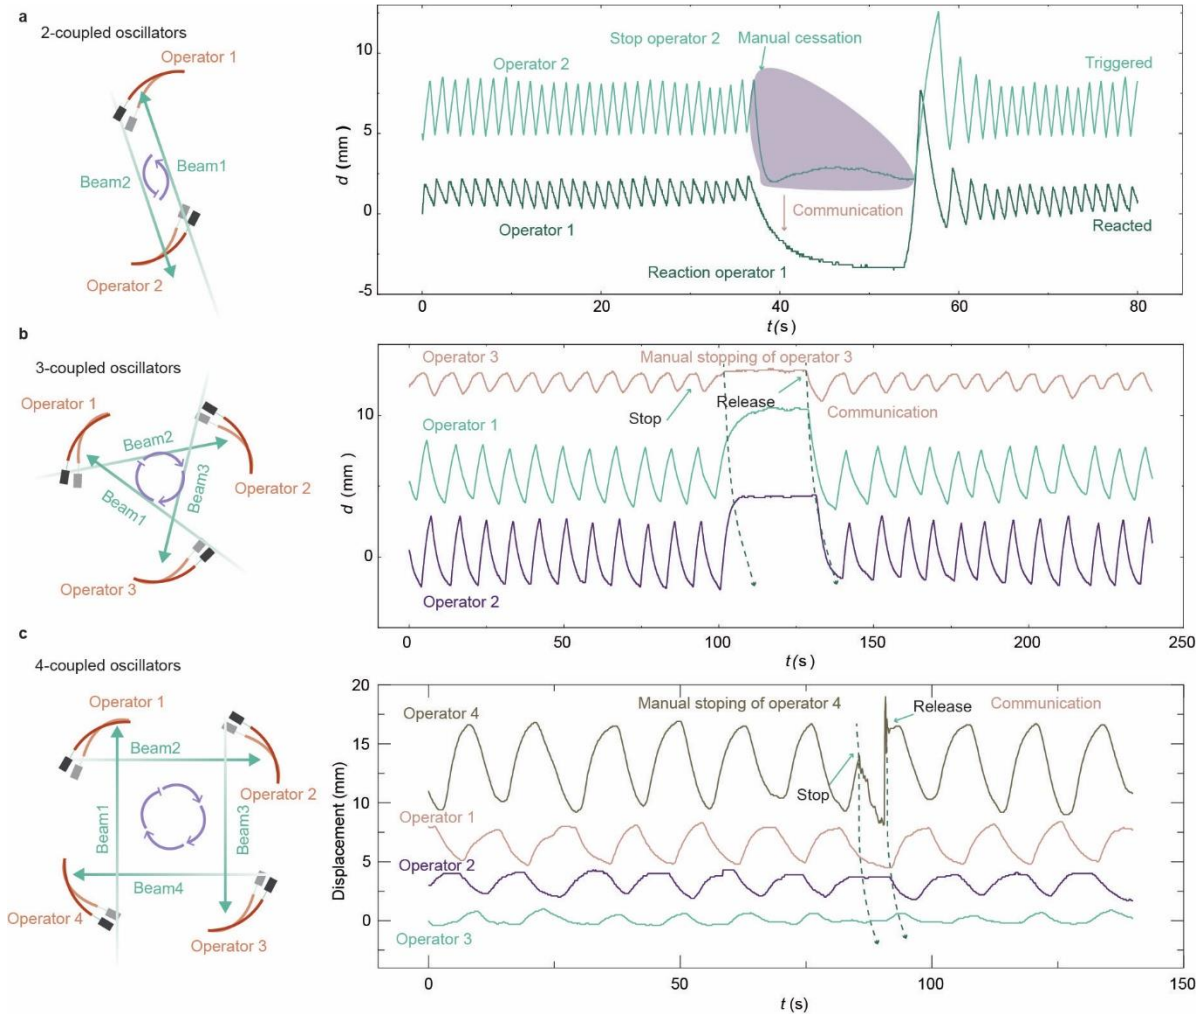 a
2-coupled oscillators
Operator 1
Beam1
Beam2
Operator 2
d (mm)
10
5
0
-5
Stop operator 2
Manual cessation
Operator 2
Triggered
Communication
Operator 1
Reacted
Reaction operator 1
0
20
40
60
80
t(s)
b
3-coupled oscillators
Operator 1
Beam2
Beam3
Operator 2
Beam1
Operator 3
d (mm)
10
0
Operator 3
Manual stopping of operator 3
Release
Stop
Communication
Operator 1
Operator 2
0
50
100
150
200
250
t(s)
c
4-coupled oscillators
Operator 1
Beam2
Operator 2
Beam1
Beam3
Beam4
Operator 4
Operator 3
Displacement (mm)
20
15
10
5
0
Operator 4
Manual stoping of operator 4
Release
Communication
Stop
Operator 1
Operator 2
Operator 3
0
50
100
150
t (s)